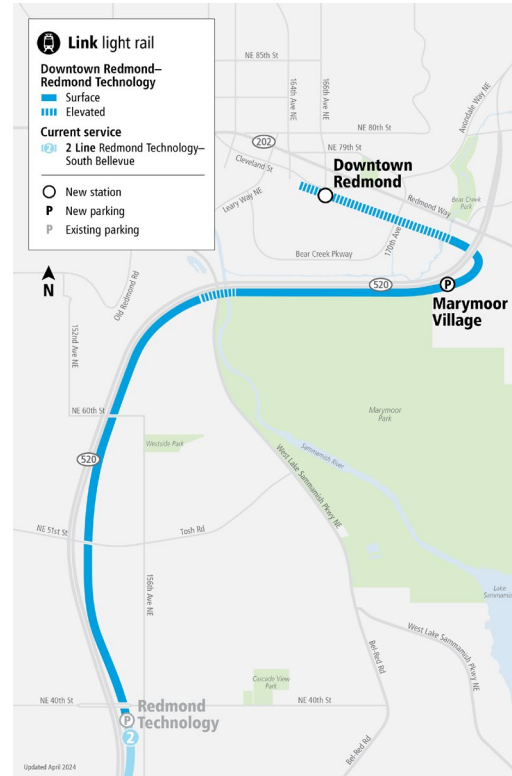 Link light rail
Downtown Redmond–
Redmond Technology
Surface
Elevated
Current service
2
2 Line Redmond Technology–
South Bellevue
New station
P
New parking
P
Existing parking
N
NE 85th St
164th Ave NE
166th Ave NE
Avondale Way NE
NE 80th St
202
NE 79th St
Cleveland St
Downtown
Redmond
Leary Way NE
Redmond Way
Bear Creek
Park
170th Ave
Bear Creek Pkway
520
P
Marymoor
Village
Old Redmond Rd
152nd Ave NE
NE 60th St
Marymoor
Park
Westside Park
520
Sammamish River
West Lake Sammamish Pkwy NE
NE 51st St
Tosh Rd
156th Ave NE
Lake
West Lake Sammamish Pkwy NE
Bel-Red Rd
Cascade View
Park
NE 40th St
NE 40th St
Redmond
Technology
P
2
Bel-Red Rd
Updated April 2024